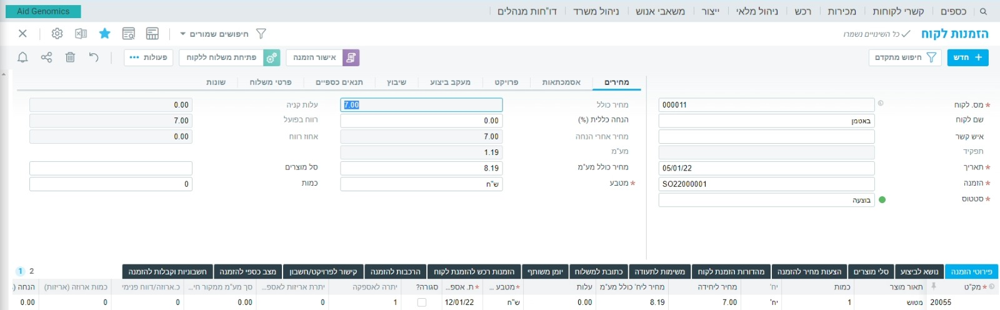 כספים | קשרי לקוחות | מכירות | רכש | ניהול מלאי | ייצור | משאבי אנוש | ניהול משרד | דו"חות מנהלים
Aid Genomics
הזמנות לקוח
כל השינויים נשמרו
חיפושים שמורים
חדש +
חיפוש מתקדם
אישור הזמנה
פתיחת משלוח ללקוח
פעולות •••
מחירים
אסמכתאות
פרויקט
מעקב ביצוע
שיבוץ
תנאים כספיים
פרטי משלוח
שונות
* מס. לקוח 000011
שם לקוח באטמן
איש קשר
תפקיד
* תאריך 05/01/22
* הזמנה SO22000001
* סטטוס בוצעה
מחיר כולל 7.00
הנחה כללית (%) 0.00
מחיר אחרי הנחה 7.00
מע"מ 1.19
מחיר כולל מע"מ 8.19
* מטבע ש"ח
עלות קניה 0.00
רווח בפועל 7.00
אחוז רווח 0.00
סל מוצרים
כמות 0
פירוטי הזמנה
נושא לביצוע
סלי מוצרים
הצעות מחיר להזמנה
מהדורות הזמנת לקוח
משימות לתעודה
כתובת למשלוח
יומן משותף
הזמנות רכש להזמנת לקוח
הרכבות להזמנה
קישור לפרויקט/חשבון
מצב כספי להזמנה
חשבוניות וקבלות להזמנה
1 2
* מק"ט
תאור מוצר
כמות
יח'
מחיר ליחידה
מחיר ליח' כולל מע"מ
עלות
* מטבע ...
* ת. אספ...
סגורה?
יתרה לאספקה
יתרת אריזות לאספ...
סך מע"מ ממקור חי...
כ.ארוזה/דווח פנימי
כמות ארוזה (אריזות)
הנחה (%
20055
מטוש
1
יח'
7.00
8.19
0.00
ש"ח
12/01/22
1
0
0.00
0
0
0.00